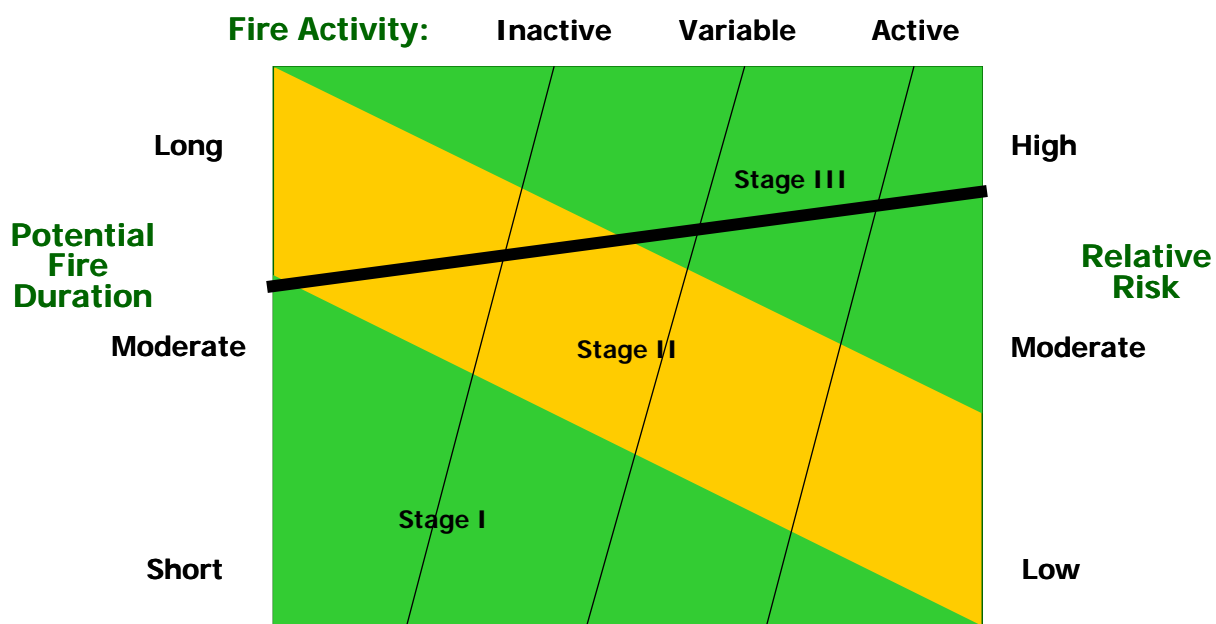 Fire Activity: Inactive Variable Active
Long
High
Stage III
Potential
Fire
Duration
Relative
Risk
Moderate
Stage II
Moderate
Stage I
Short
Low